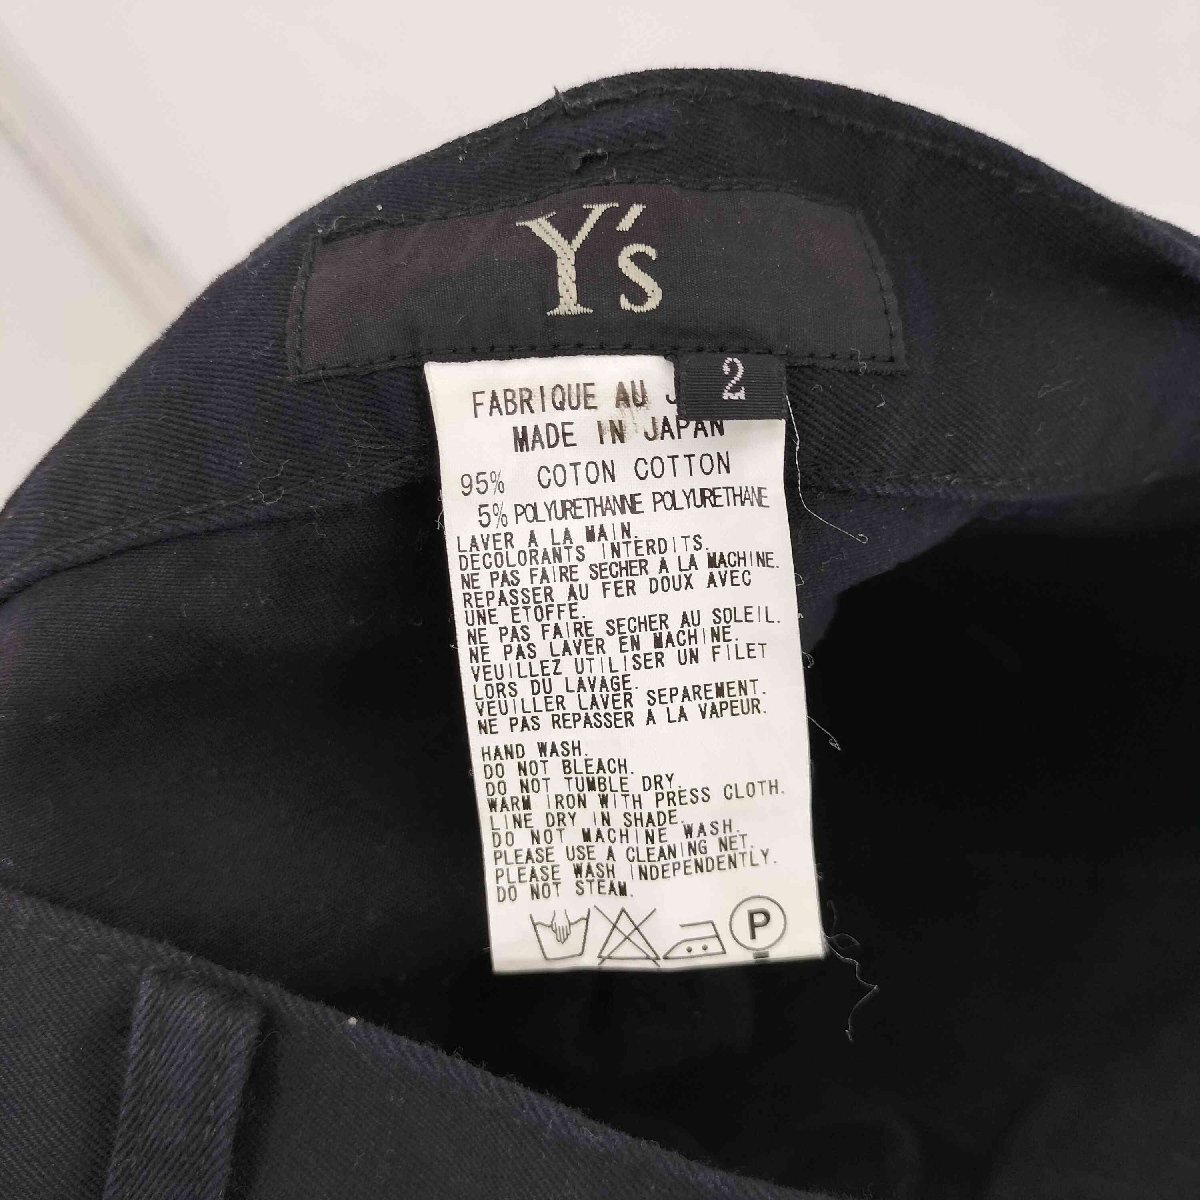 Y's
2
FABRIQUE AU J
MADE IN JAPAN
95% COTON COTTON
5% POLYURETHANNE POLYURETHANE
LAVER A LA MAIN.
DECOLORANTS INTERDITS.
NE PAS FAIRE SECHER A LA MACHINE.
REPASSER AU FER DOUX AVEC
UNE ETOFFE.
NE PAS FAIRE SECHER AU SOLEIL.
NE PAS LAVER EN MACHINE.
VEUILLEZ UTILISER UN FILET
LORS DU LAVAGE.
VEUILLER LAVER SEPAREMENT.
NE PAS REPASSER A LA VAPEUR.
HAND WASH.
DO NOT BLEACH.
DO NOT TUMBLE DRY.
WARM IRON WITH PRESS CLOTH.
LINE DRY IN SHADE.
DO NOT MACHINE WASH.
PLEASE USE A CLEANING NET.
PLEASE WASH INDEPENDENTLY.
DO NOT STEAM.
P